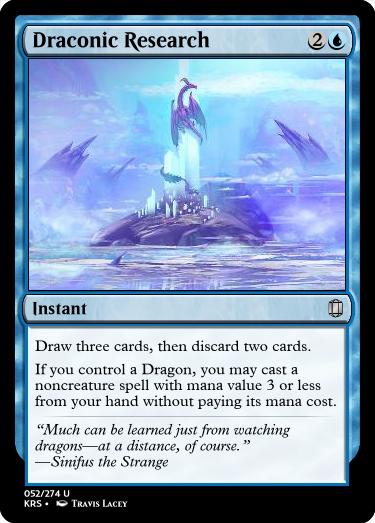 Draconic Research 2
Instant
Draw three cards, then discard two cards.
If you control a Dragon, you may cast a
noncreature spell with mana value 3 or less
from your hand without paying its mana cost.
“Much can be learned just from watching
dragons—at a distance, of course.”
—Sinifus the Strange
052/274 U
KRS • Travis Lacey